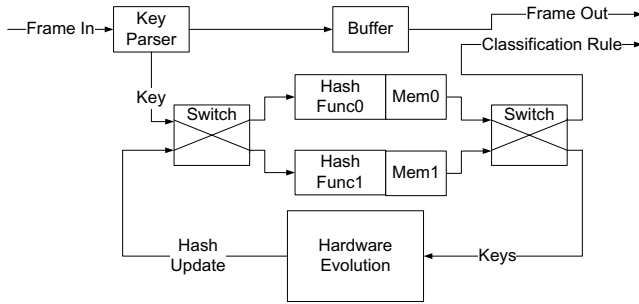 Frame In
Key
Parser
Buffer
Frame Out
Classification Rule
Key
Switch
Hash
Func0
Mem0
Switch
Hash
Func1
Mem1
Hash
Update
Hardware
Evolution
Keys